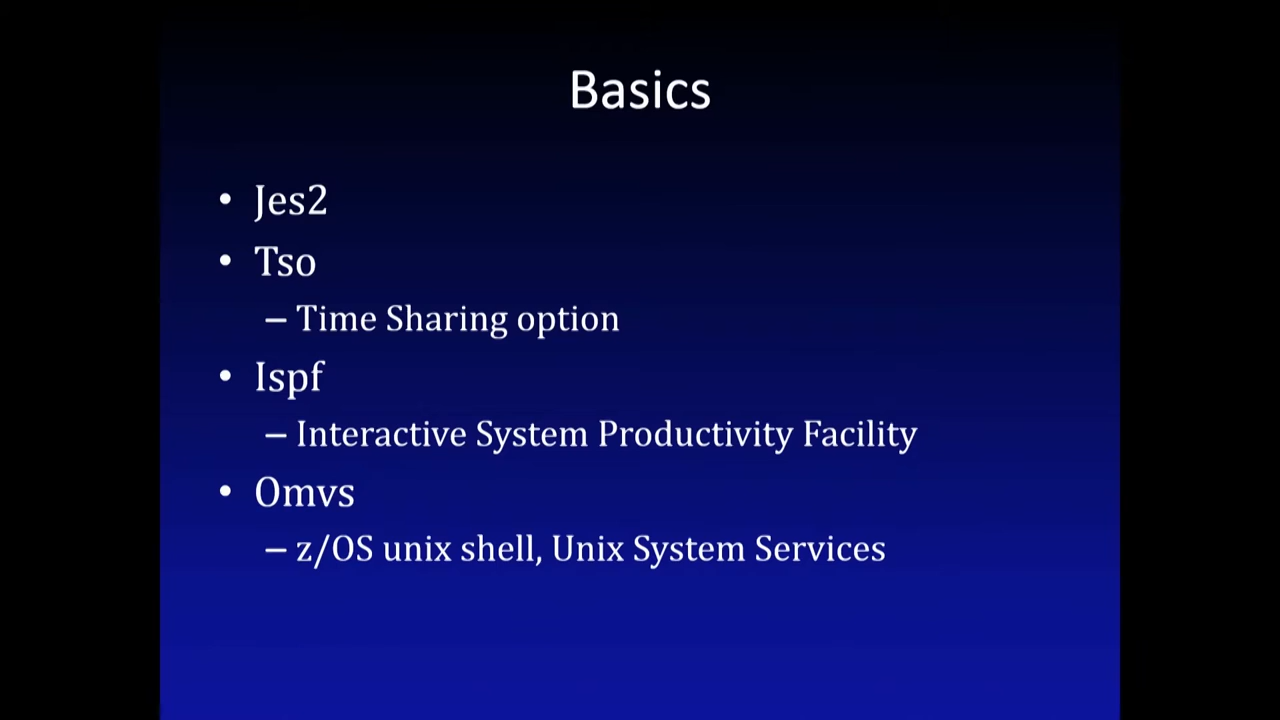 Basics
• Jes2
• Tso
– Time Sharing option
• Ispf
– Interactive System Productivity Facility
• Omvs
– z/OS unix shell, Unix System Services